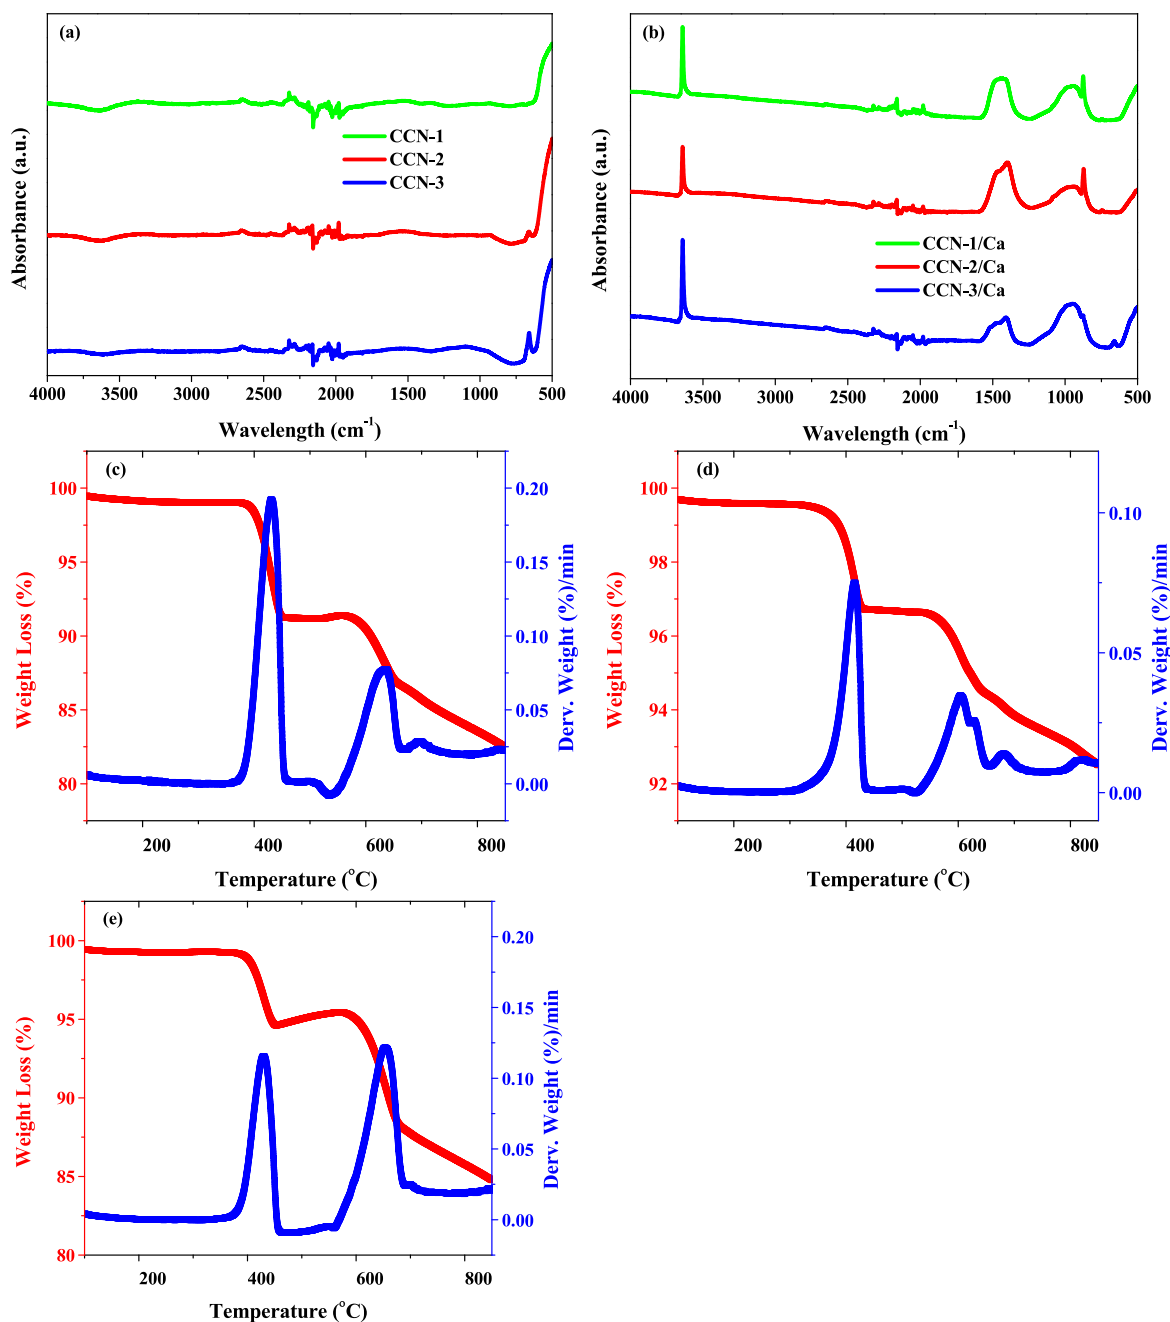 (a)
Absorbance (a.u.)
CCN-1
CCN-2
CCN-3
4000 3500 3000 2500 2000 1500 1000 500
Wavelength (cm⁻¹)
(b)
Absorbance (a.u.)
CCN-1/Ca
CCN-2/Ca
CCN-3/Ca
4000 3500 3000 2500 2000 1500 1000 500
Wavelength (cm⁻¹)
(c)
Weight Loss (%)
100
95
90
85
80
0.20
0.15
0.10
0.05
0.00
Derv. Weight (%)/min
200 400 600 800
Temperature (°C)
(d)
Weight Loss (%)
100
98
96
94
92
0.10
0.05
0.00
Derv. Weight (%)/min
200 400 600 800
Temperature (°C)
(e)
Weight Loss (%)
100
95
90
85
80
0.20
0.15
0.10
0.05
0.00
Derv. Weight (%)/min
200 400 600 800
Temperature (°C)